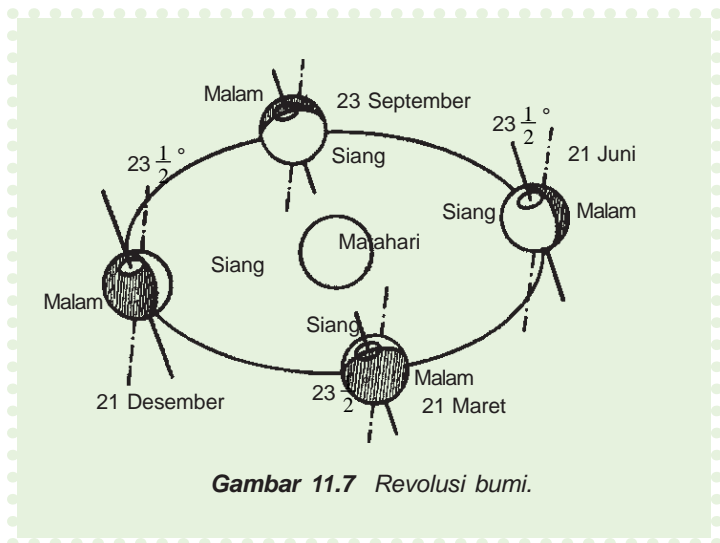 Malam
23 September
Siang
23 1/2 °
21 Juni
Siang
Malam
23 1/2 °
Siang
Malam
21 Desember
Matahari
Siang
23 1/2 °
Malam
21 Maret
Gambar 11.7 Revolusi bumi.